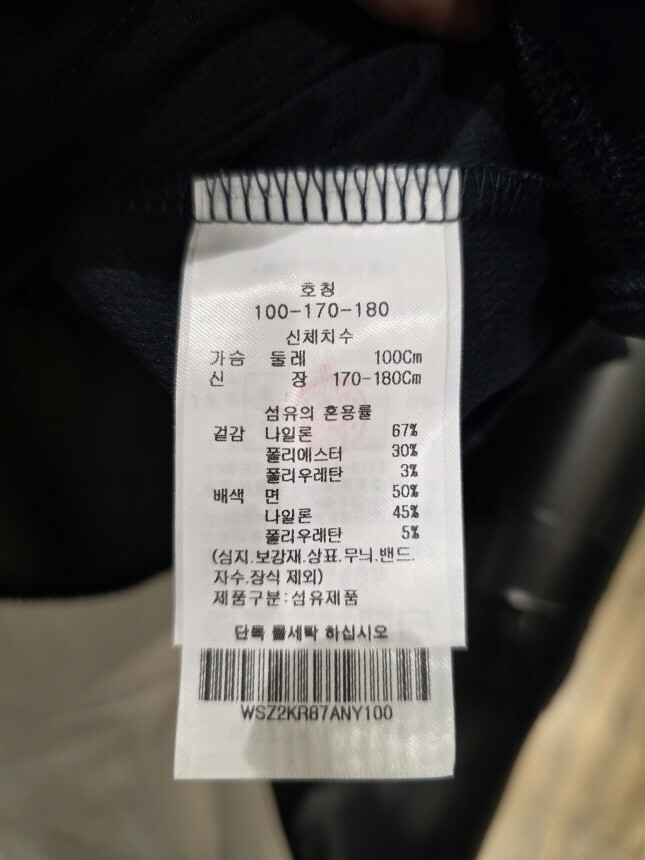 호칭
100-170-180
신체치수
가슴 둘레 100Cm
신 장 170-180Cm
섬유의 혼용률
겉감 나일론 67%
폴리에스터 30%
폴리우레탄 3%
배색 면 50%
나일론 45%
폴리우레탄 5%
(심지.보강재.상표.무늬.밴드.
자수.장식 제외)
제품구분:섬유제품
단독 물세탁 하십시오
WSZ2KR87ANY100